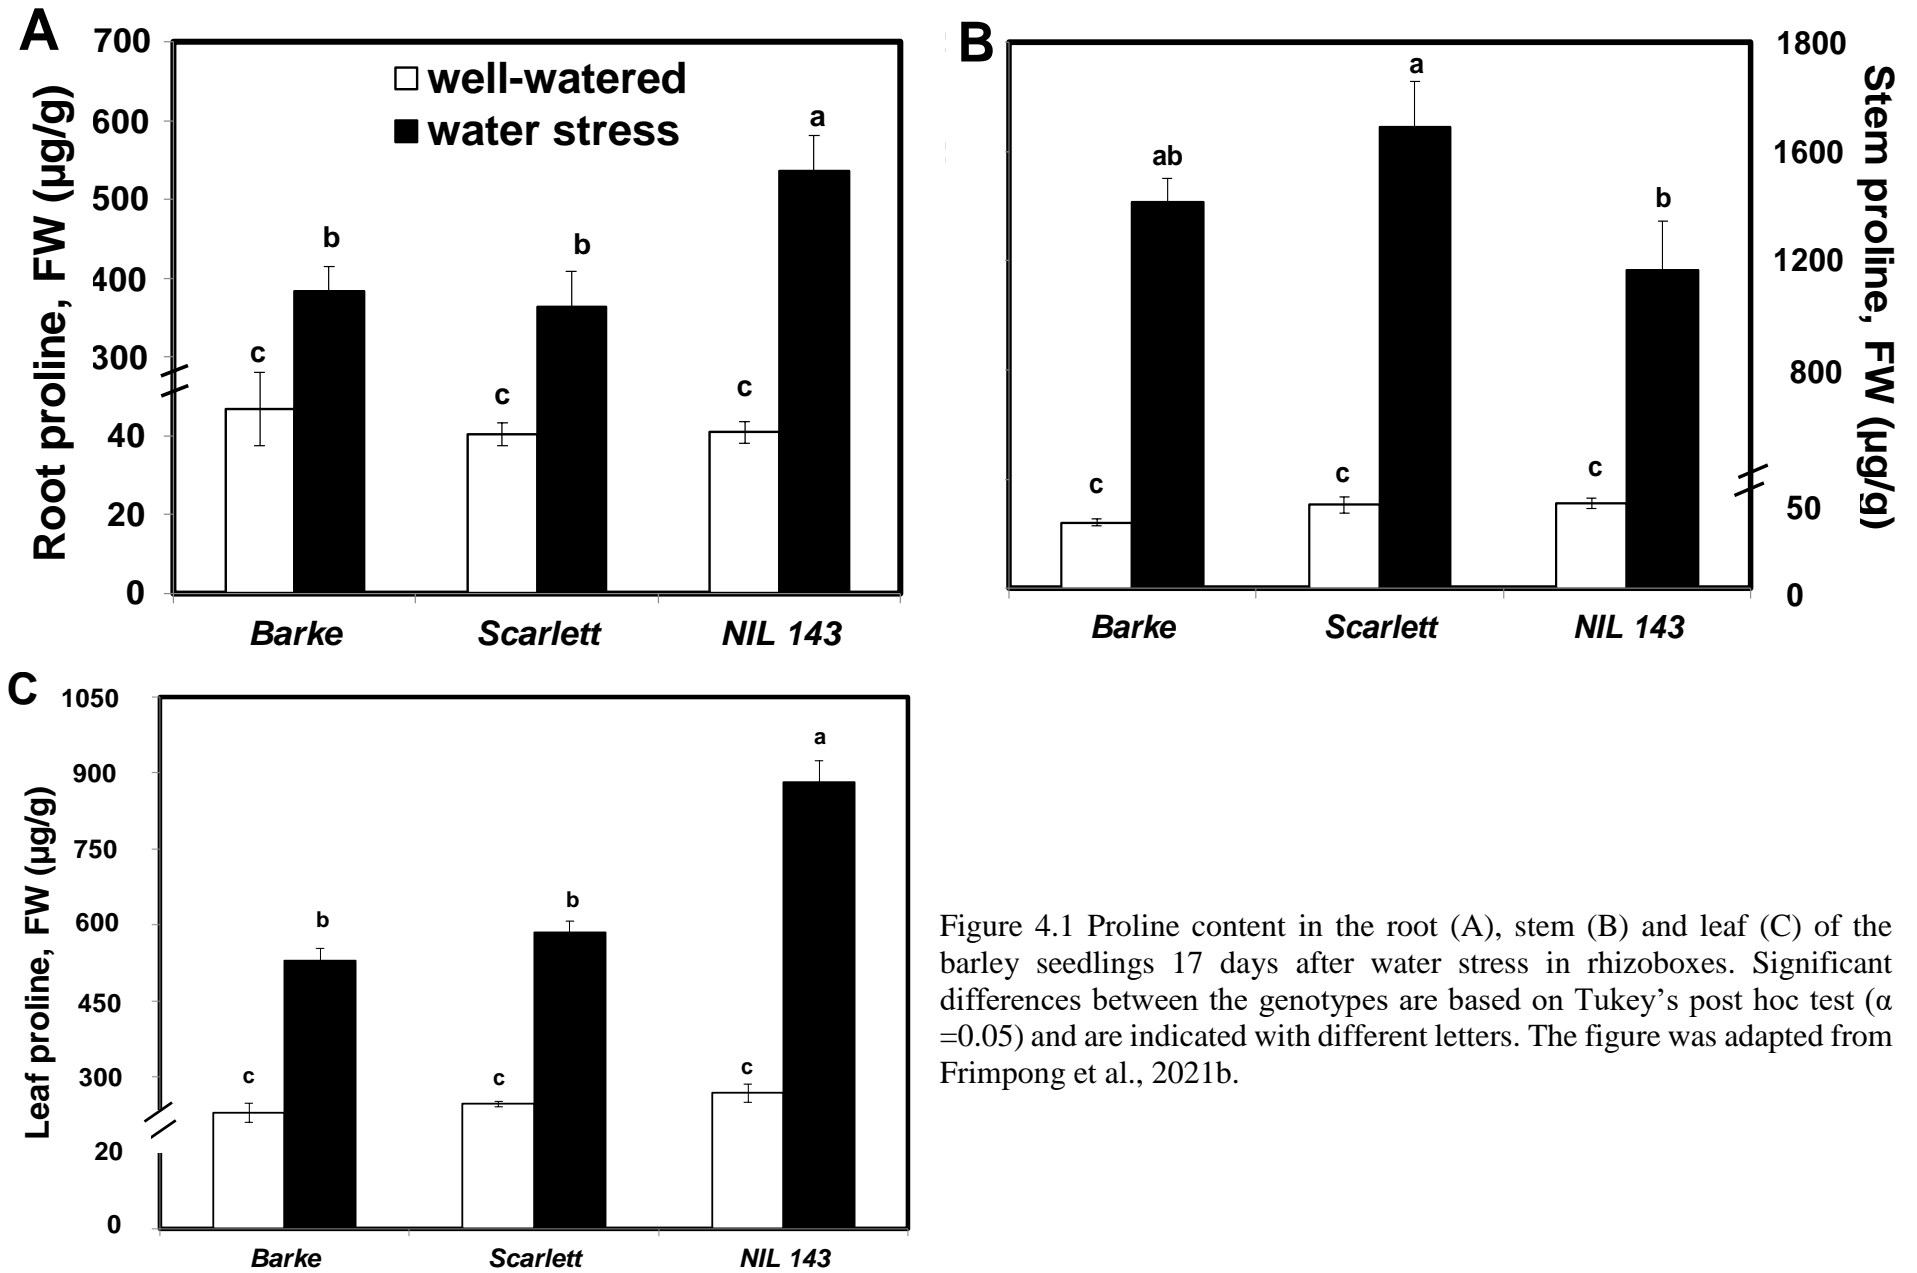 A
Root proline, FW (µg/g)
700
600
500
400
300
40
20
0
well-watered
water stress
c
b
c
b
c
a
Barke
Scarlett
NIL 143
B
Stem proline, FW (µg/g)
1800
1600
1200
800
50
0
c
ab
c
a
c
b
Barke
Scarlett
NIL 143
C
Leaf proline, FW (µg/g)
1050
900
750
600
450
300
20
0
c
b
c
b
c
a
Barke
Scarlett
NIL 143
Figure 4.1 Proline content in the root (A), stem (B) and leaf (C) of the
barley seedlings 17 days after water stress in rhizoboxes. Significant
differences between the genotypes are based on Tukey’s post hoc test (α
=0.05) and are indicated with different letters. The figure was adapted from
Frimpong et al., 2021b.